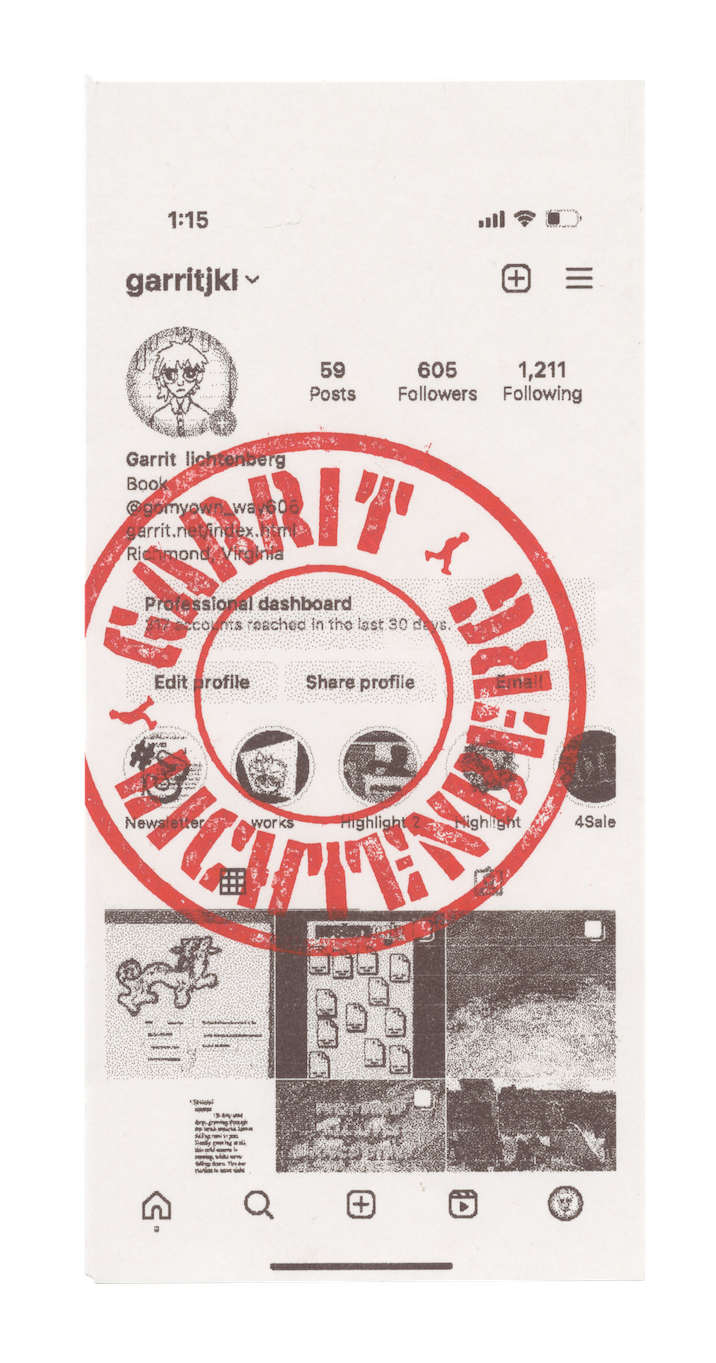 1:15
garritjkl
59 605 1,211
Posts Followers Following
Garrit lichtenberg
Book
@gomyown_way606
garrit.net/index.html
Richmond, Virginia
GARRIT
LICHTENBERG
Professional dashboard
accounts reached in the last 30 days.
Edit profile Share profile Email
Newsletter works Highlight 2 Highlight 4Sale